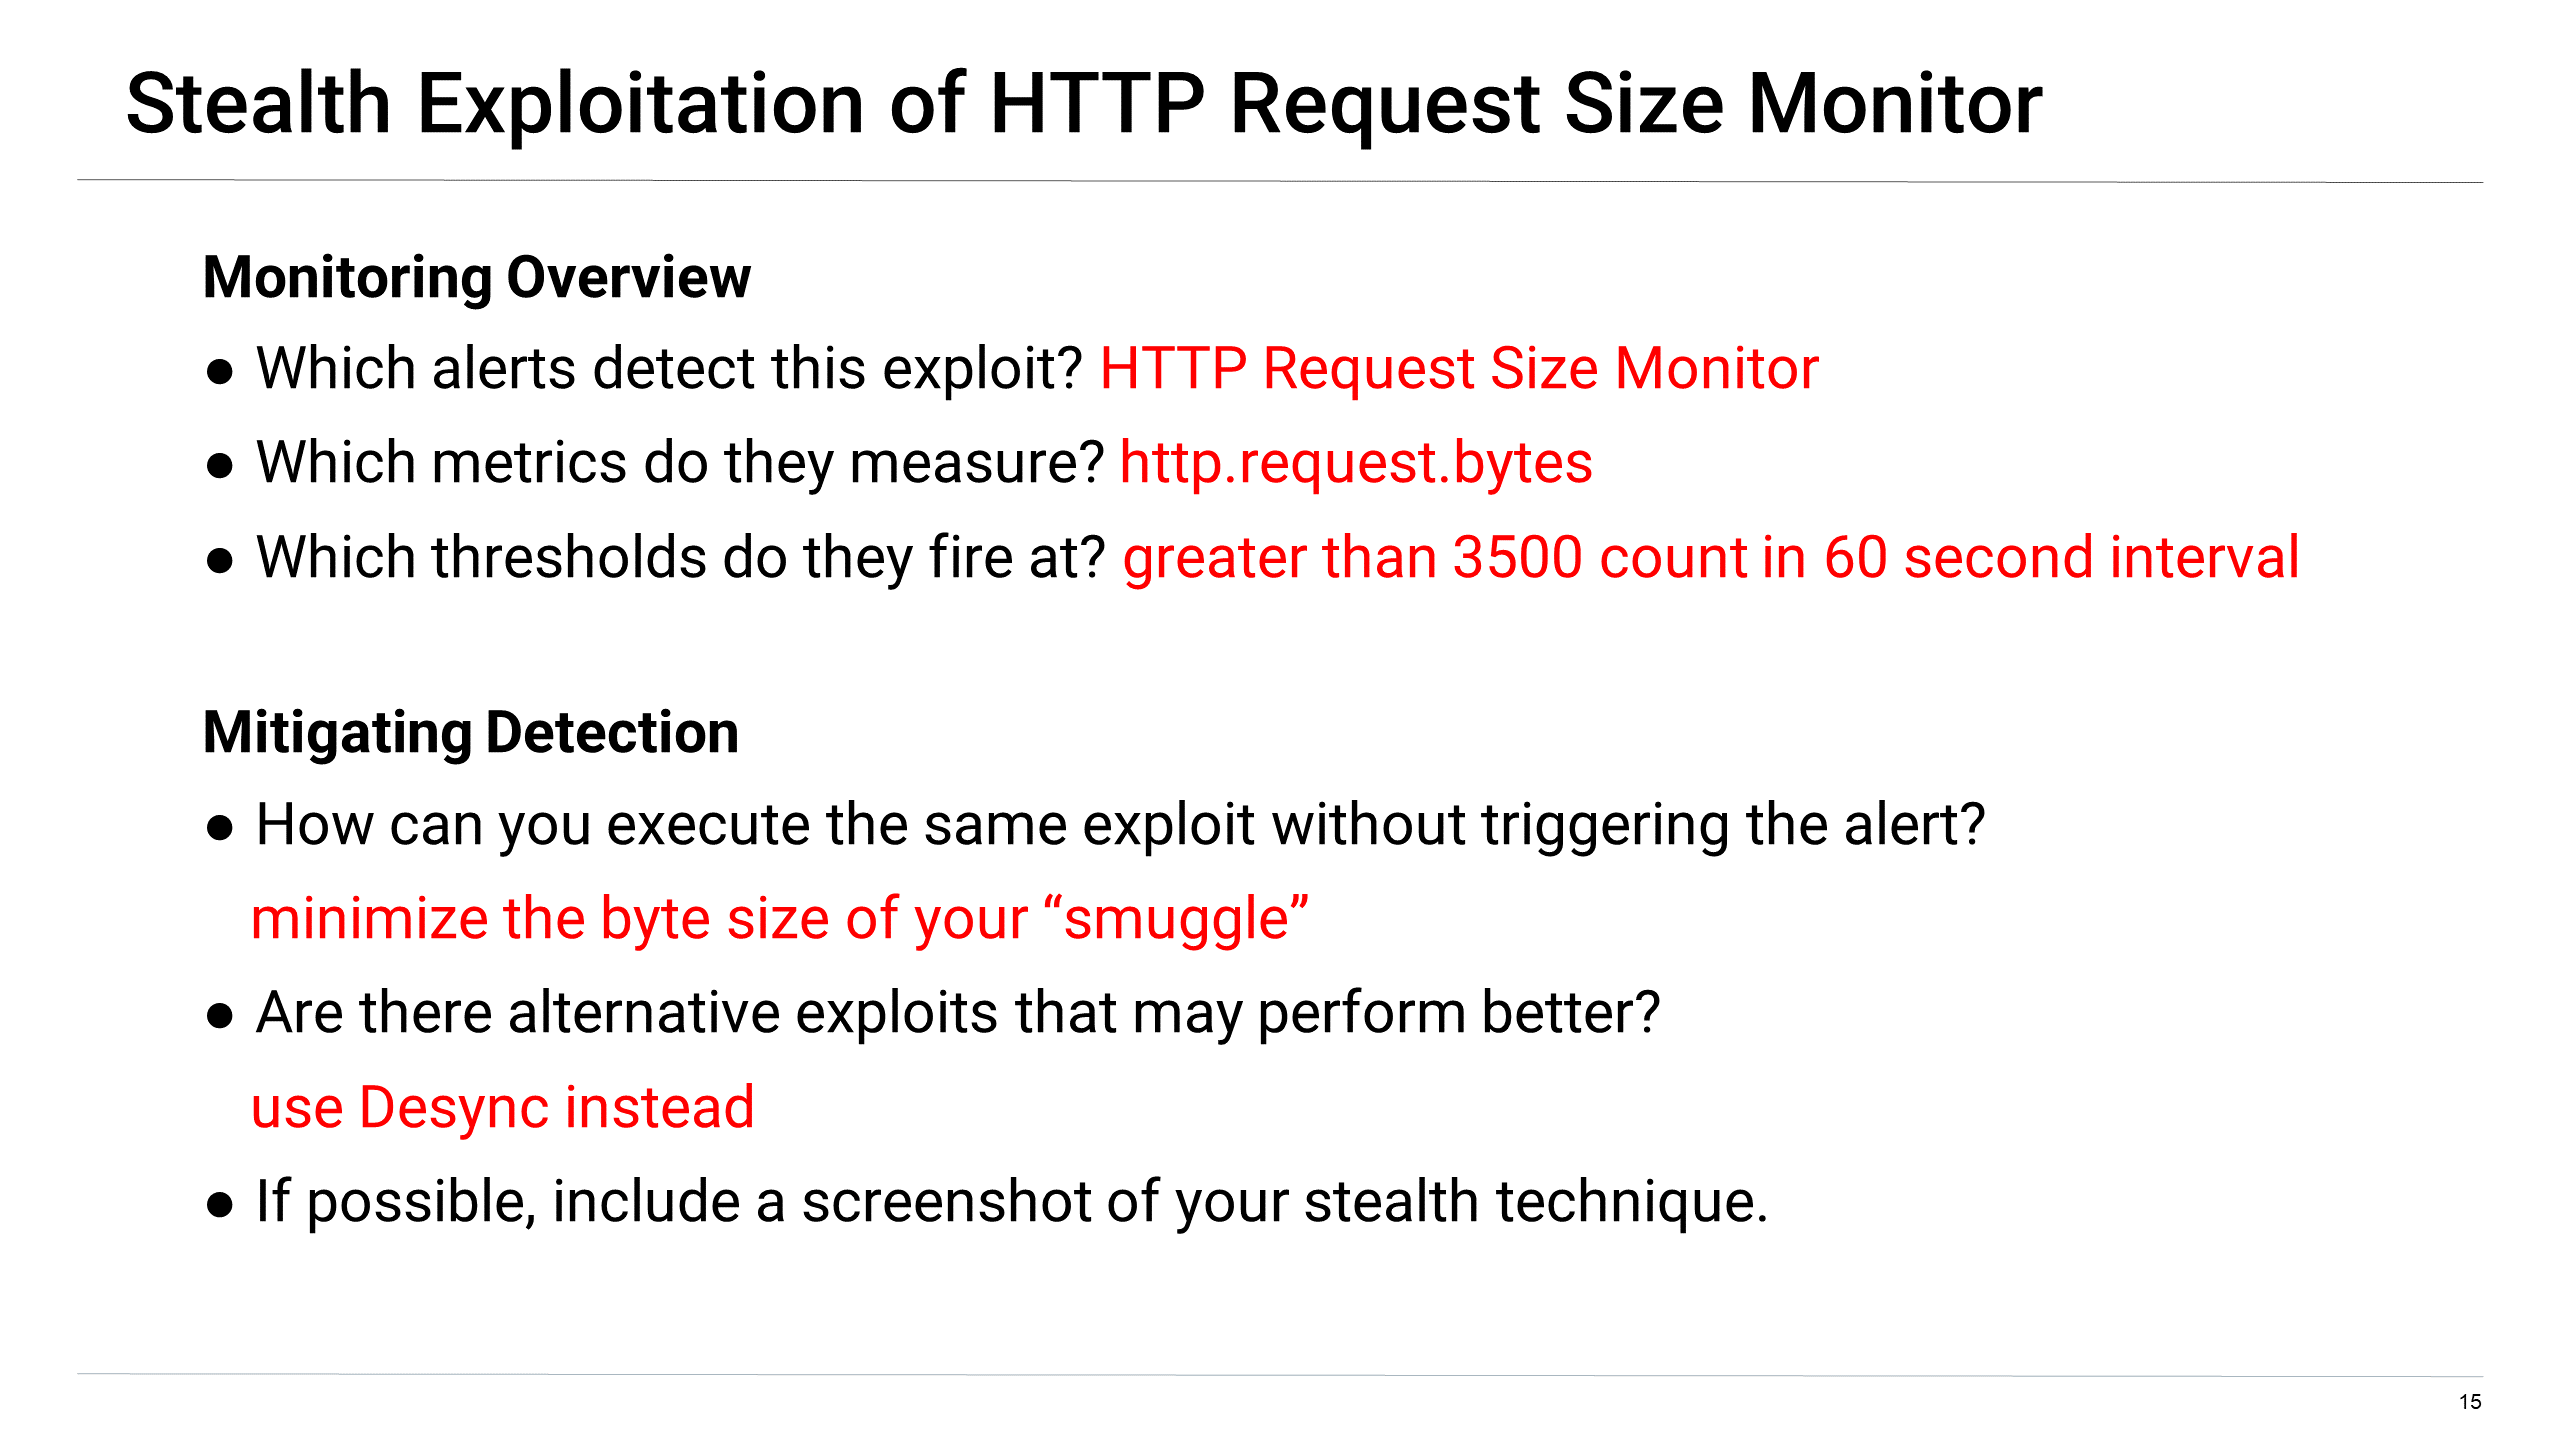 Stealth Exploitation of HTTP Request Size Monitor
Monitoring Overview
● Which alerts detect this exploit? HTTP Request Size Monitor
● Which metrics do they measure? http.request.bytes
● Which thresholds do they fire at? greater than 3500 count in 60 second interval
Mitigating Detection
● How can you execute the same exploit without triggering the alert?
minimize the byte size of your “smuggle”
● Are there alternative exploits that may perform better?
use Desync instead
● If possible, include a screenshot of your stealth technique.
15